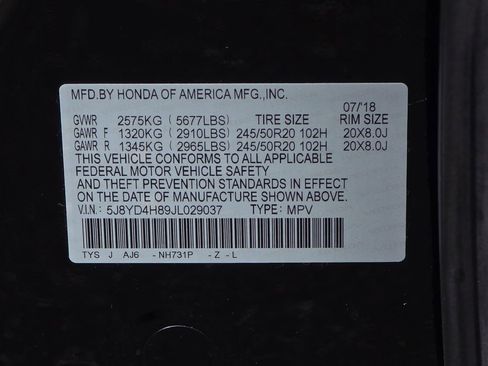 MFD.BY HONDA OF AMERICA MFG.,INC.
07/'18
GVWR 2575KG ( 5677LBS) TIRE SIZE RIM SIZE
GAWR F 1320KG ( 2910LBS) 245/50R20 102H 20X8.0J
GAWR R 1345KG ( 2965LBS) 245/50R20 102H 20X8.0J
THIS VEHICLE CONFORMS TO ALL APPLICABLE
FEDERAL MOTOR VEHICLE SAFETY
AND THEFT PREVENTION STANDARDS IN EFFECT
ON THE DATE OF MANUFACTURE SHOWN ABOVE.
V.I.N: 5J8YD4H89JL029037 TYPE: MPV
TYS J AJ6 - NH731P - Z - L